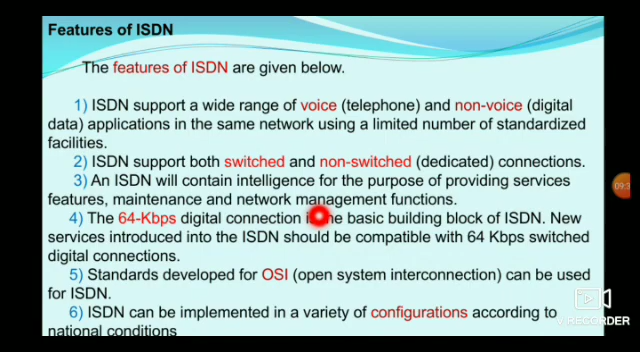 Features of ISDN
The features of ISDN are given below.
1) ISDN support a wide range of voice (telephone) and non-voice (digital
data) applications in the same network using a limited number of standardized
facilities.
2) ISDN support both switched and non-switched (dedicated) connections.
3) An ISDN will contain intelligence for the purpose of providing services
features, maintenance and network management functions.
4) The 64-Kbps digital connection basic building block of ISDN. New
services introduced into the ISDN should be compatible with 64 Kbps switched
digital connections.
5) Standards developed for OSI (open system interconnection) can be used
for ISDN.
6) ISDN can be implemented in a variety of configurations according to
national conditions